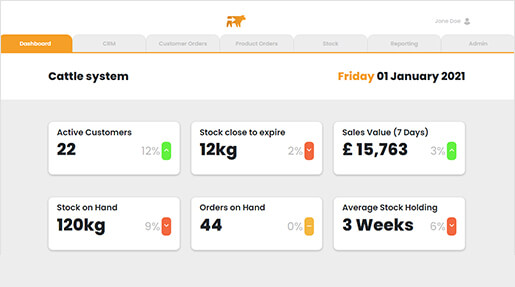 Jane Doe
Dashboard CRM Customer Orders Product Orders Stock Reporting Admin
Cattle system Friday 01 January 2021
Active Customers Stock close to expire Sales Value (7 Days)
22 12% 12kg 2% £ 15,763 3%
Stock on Hand Orders on Hand Average Stock Holding
120kg 9% 44 0% 3 Weeks 6%